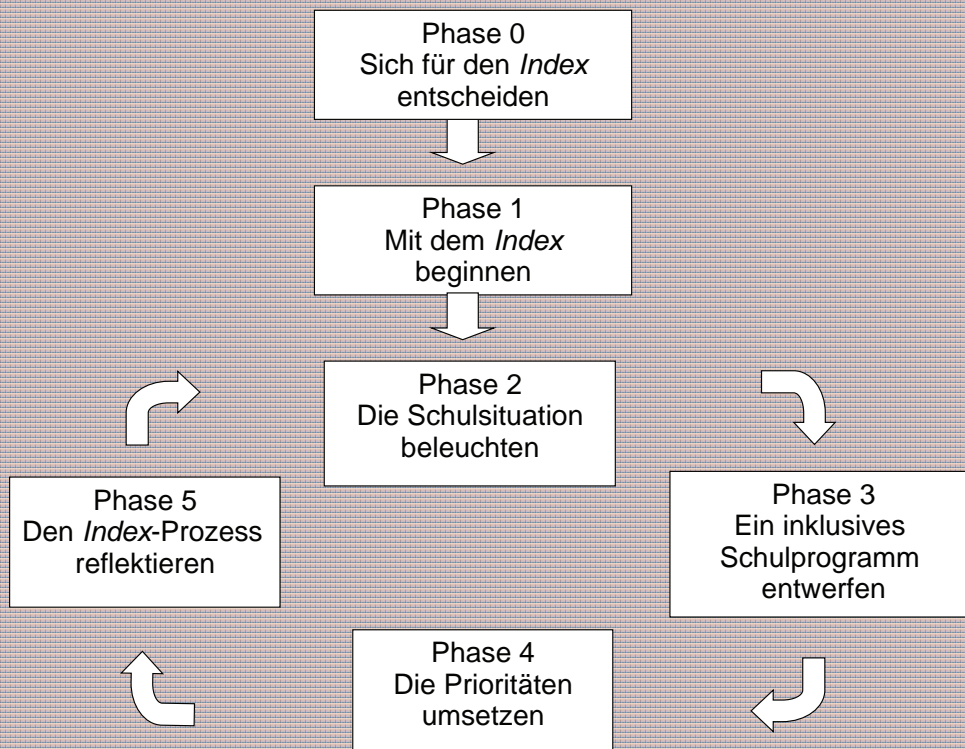 Phase 0
Sich für den Index
entscheiden
Phase 1
Mit dem Index
beginnen
Phase 2
Die Schulsituation
beleuchten
Phase 3
Ein inklusives
Schulprogramm
entwerfen
Phase 4
Die Prioritäten
umsetzen
Phase 5
Den Index-Prozess
reflektieren